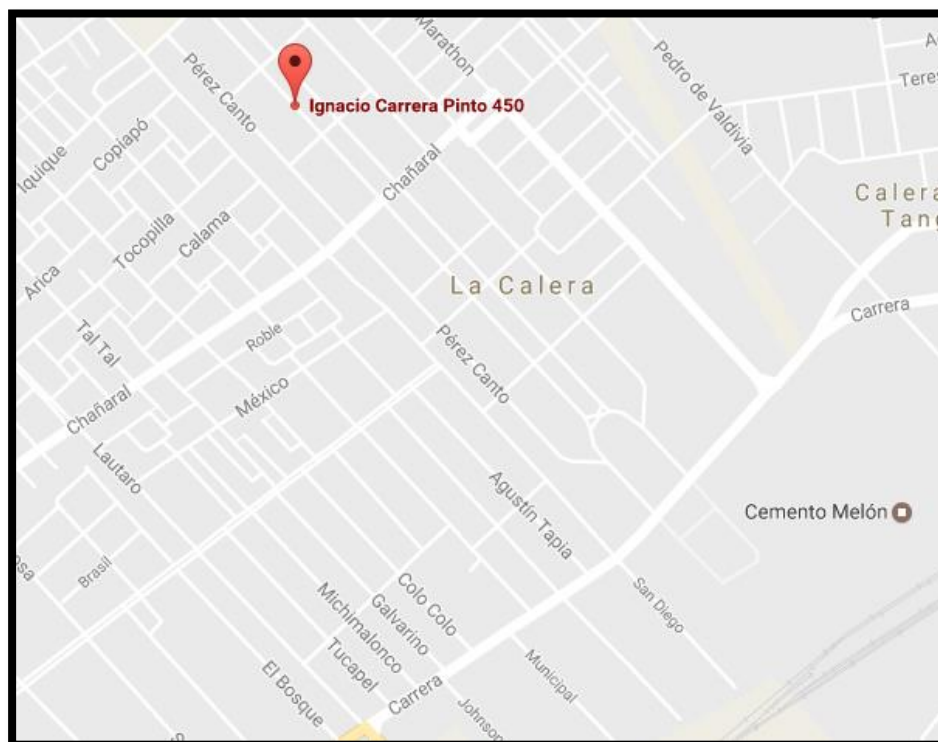 Marathon
Pérez Canto
Pedro de Valdivia
Ignacio Carrera Pinto 450
Copiapó
Iquique
Chañaral
Calera
Tang
Tocopilla
Calama
Arica
La Calera
Carrera
Roble
Tal Tal
Pérez Canto
México
Chañaral
Lautaro
Agustín Tapia
Cemento Melón
Brasil
Colo Colo
San Diego
Galvarino
Michimalonco
Tucapel
Municipal
El Bosque
Carrera
Johnson